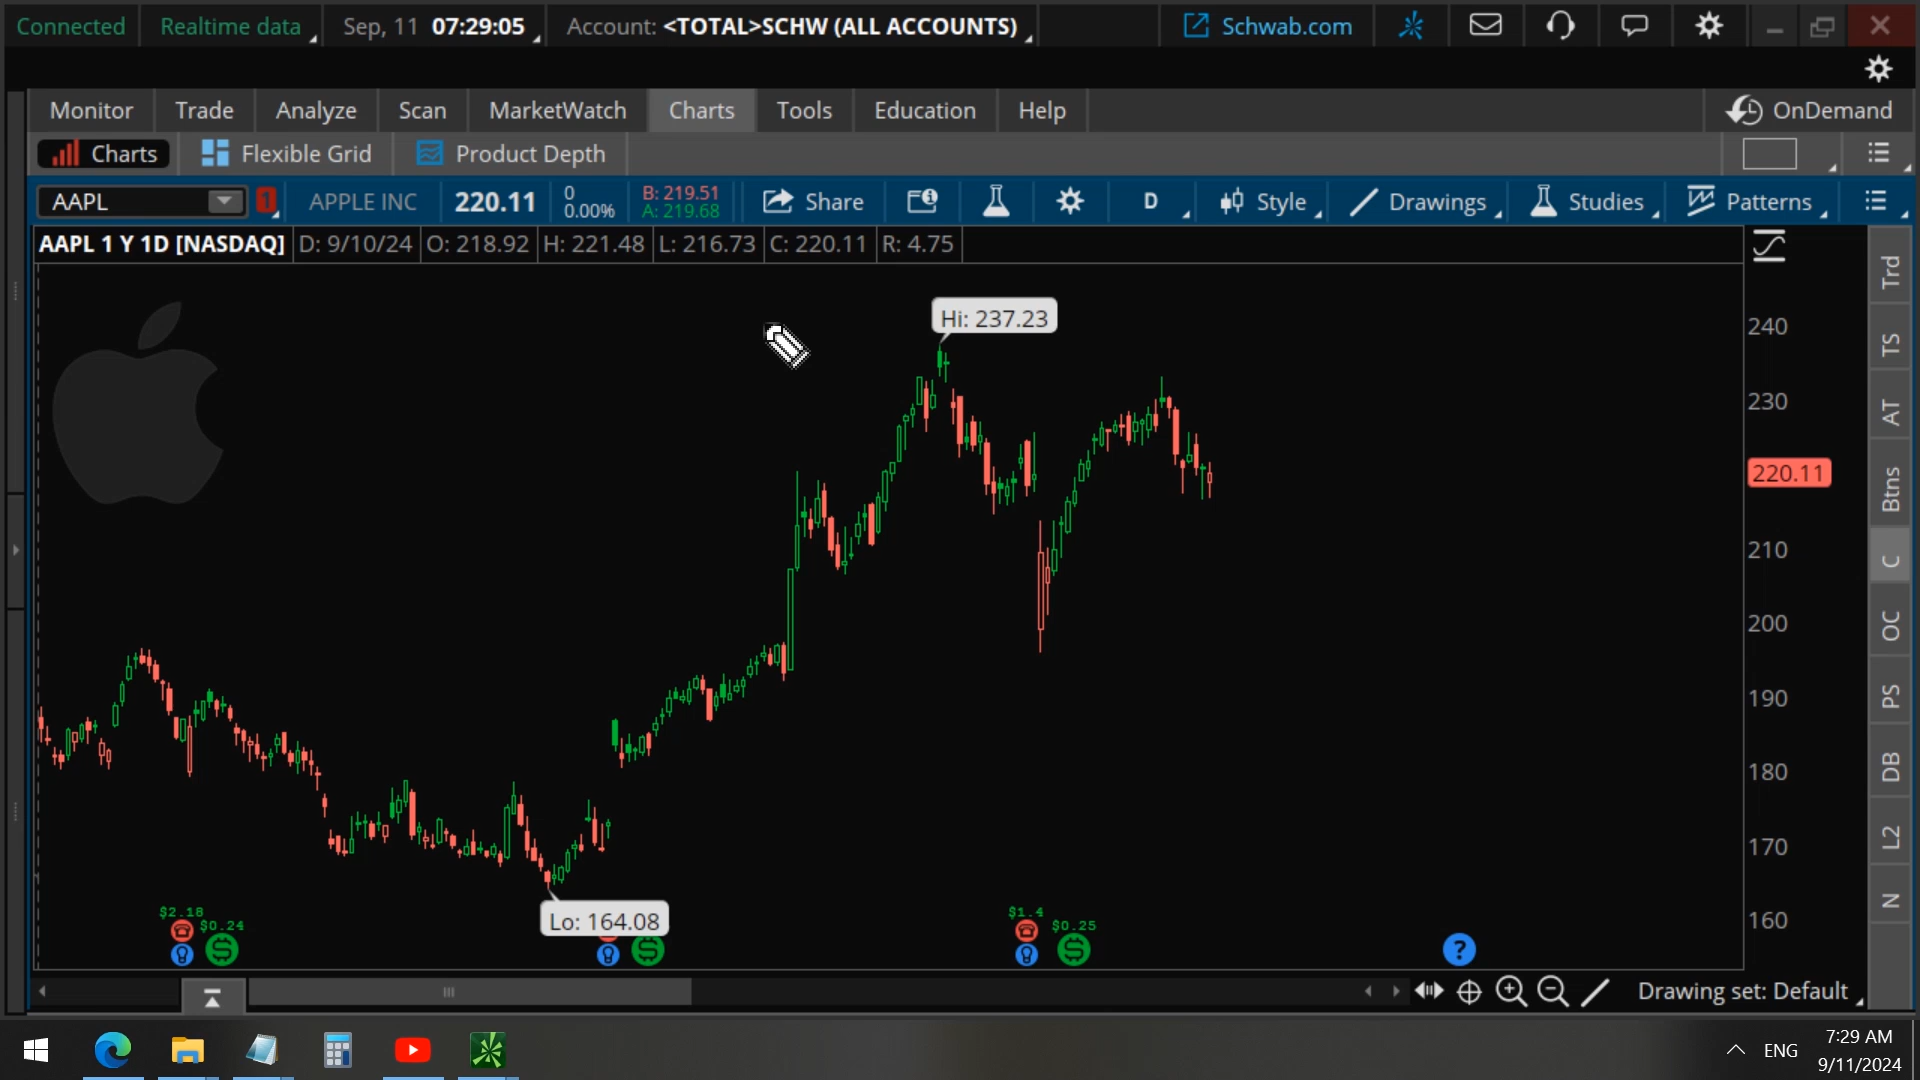 Connected Realtime data Sep, 11 07:29:05 Account: <TOTAL>SCHW (ALL ACCOUNTS) Schwab.com
Monitor Trade Analyze Scan MarketWatch Charts Tools Education Help OnDemand
Charts Flexible Grid Product Depth
AAPL 1 APPLE INC 220.11 0 0.00% B: 219.51 A: 219.68 Share D Style Drawings Studies Patterns
AAPL 1 Y 1D [NASDAQ] D: 9/10/24 O: 218.92 H: 221.48 L: 216.73 C: 220.11 R: 4.75
Hi: 237.23
240
230
220.11
210
200
190
180
170
160
Lo: 164.08
$2.18 $0.24
$1.4 $0.25
?
Trd
TS
AT
Btns
C
OC
PS
DB
L2
N
Drawing set: Default
ENG
7:29 AM
9/11/2024